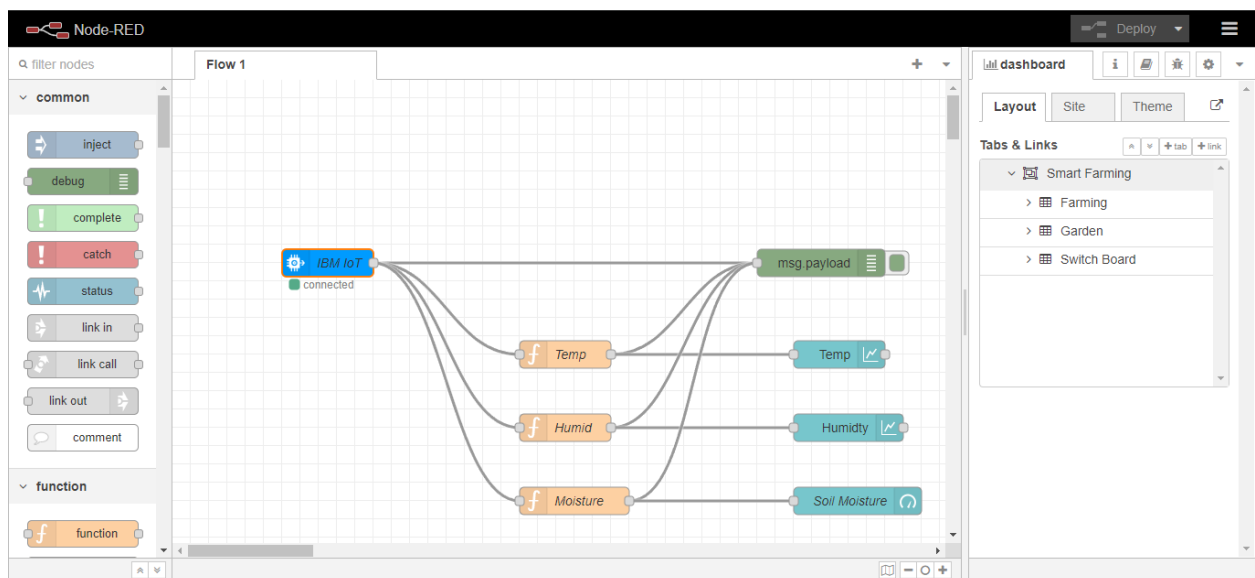 Node-RED
Deploy
filter nodes
Flow 1
dashboard
i
common
Layout
Site
Theme
inject
Tabs & Links
+ tab
+ link
debug
Smart Farming
complete
Farming
catch
Garden
IBM IoT
msg.payload
Switch Board
status
connected
link in
link call
Temp
Temp
link out
comment
Humid
Humidty
function
Moisture
Soil Moisture
function